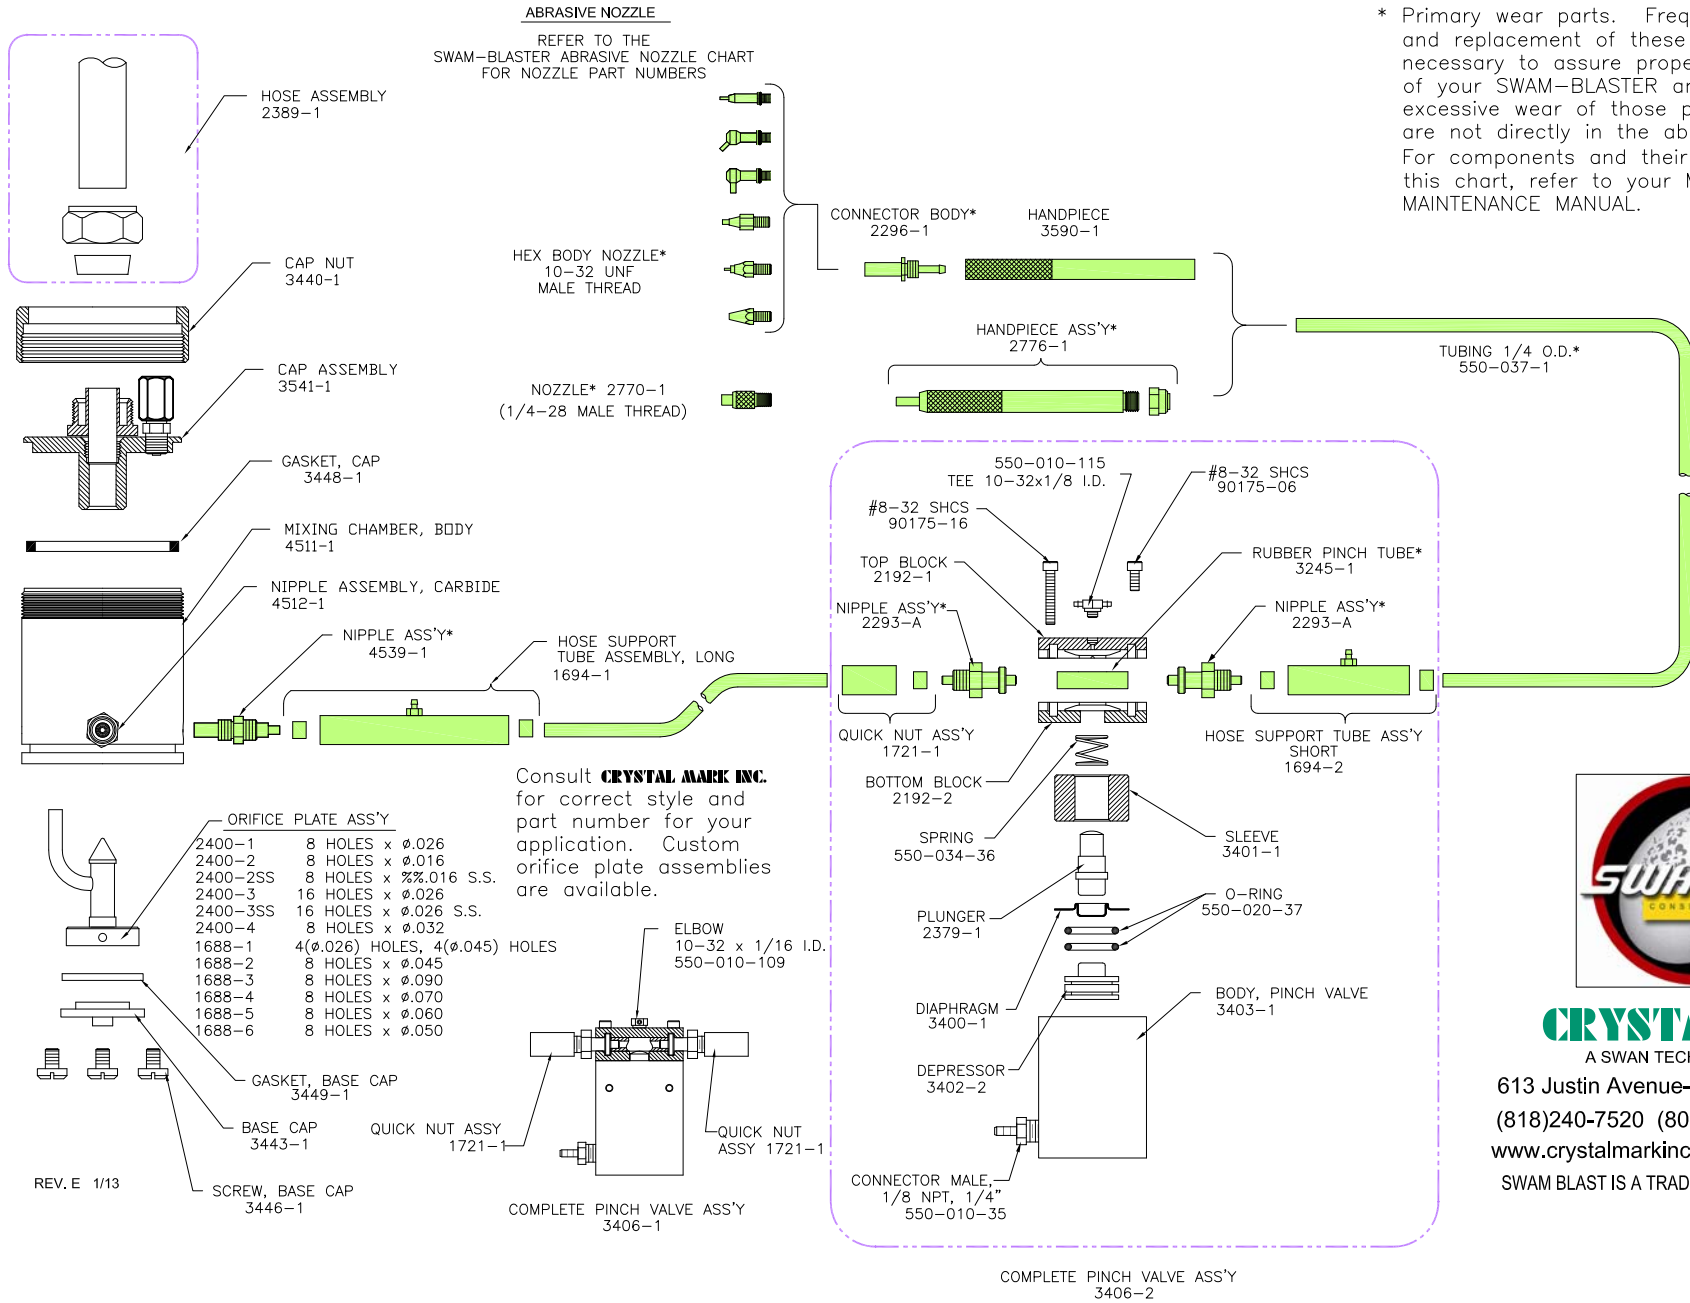 ABRASIVE NOZZLE
REFER TO THE
SWAM-BLASTER ABRASIVE NOZZLE CHART
FOR NOZZLE PART NUMBERS
* Primary wear parts. Freq
and replacement of these
necessary to assure prope
of your SWAM-BLASTER ar
excessive wear of those p
are not directly in the ab
For components and their
this chart, refer to your M
MAINTENANCE MANUAL.
HOSE ASSEMBLY
2389-1
CAP NUT
3440-1
CAP ASSEMBLY
3541-1
GASKET, CAP
3448-1
MIXING CHAMBER, BODY
4511-1
NIPPLE ASSEMBLY, CARBIDE
4512-1
NIPPLE ASS'Y*
4539-1
HOSE SUPPORT
TUBE ASSEMBLY, LONG
1694-1
HEX BODY NOZZLE*
10-32 UNF
MALE THREAD
NOZZLE* 2770-1
(1/4-28 MALE THREAD)
CONNECTOR BODY*
2296-1
HANDPIECE
3590-1
HANDPIECE ASS'Y*
2776-1
TUBING 1/4 O.D.*
550-037-1
550-010-115
TEE 10-32x1/8 I.D.
#8-32 SHCS
90175-06
#8-32 SHCS
90175-16
TOP BLOCK
2192-1
RUBBER PINCH TUBE*
3245-1
NIPPLE ASS'Y*
2293-A
NIPPLE ASS'Y*
2293-A
QUICK NUT ASS'Y
1721-1
HOSE SUPPORT TUBE ASS'Y
SHORT
1694-2
BOTTOM BLOCK
2192-2
SPRING
550-034-36
SLEEVE
3401-1
PLUNGER
2379-1
O-RING
550-020-37
DIAPHRAGM
3400-1
BODY, PINCH VALVE
3403-1
DEPRESSOR
3402-2
CONNECTOR MALE,
1/8 NPT, 1/4"
550-010-35
COMPLETE PINCH VALVE ASS'Y
3406-2
Consult CRYSTAL MARK INC.
for correct style and
part number for your
application. Custom
orifice plate assemblies
are available.
ORIFICE PLATE ASS'Y
2400-1 8 HOLES x ø.026
2400-2 8 HOLES x ø.016
2400-2SS 8 HOLES x %%.016 S.S.
2400-3 16 HOLES x ø.026
2400-3SS 16 HOLES x ø.026 S.S.
2400-4 8 HOLES x ø.032
1688-1 4(ø.026) HOLES, 4(ø.045) HOLES
1688-2 8 HOLES x ø.045
1688-3 8 HOLES x ø.090
1688-4 8 HOLES x ø.070
1688-5 8 HOLES x ø.060
1688-6 8 HOLES x ø.050
GASKET, BASE CAP
3449-1
BASE CAP
3443-1
SCREW, BASE CAP
3446-1
REV. E 1/13
ELBOW
10-32 x 1/16 I.D.
550-010-109
QUICK NUT ASSY
1721-1
QUICK NUT
ASSY 1721-1
COMPLETE PINCH VALVE ASS'Y
3406-1
SWA
CONS
CRYSTA
A SWAN TECH
613 Justin Avenue-
(818)240-7520 (80
www.crystalmarkinc
SWAM BLAST IS A TRAD